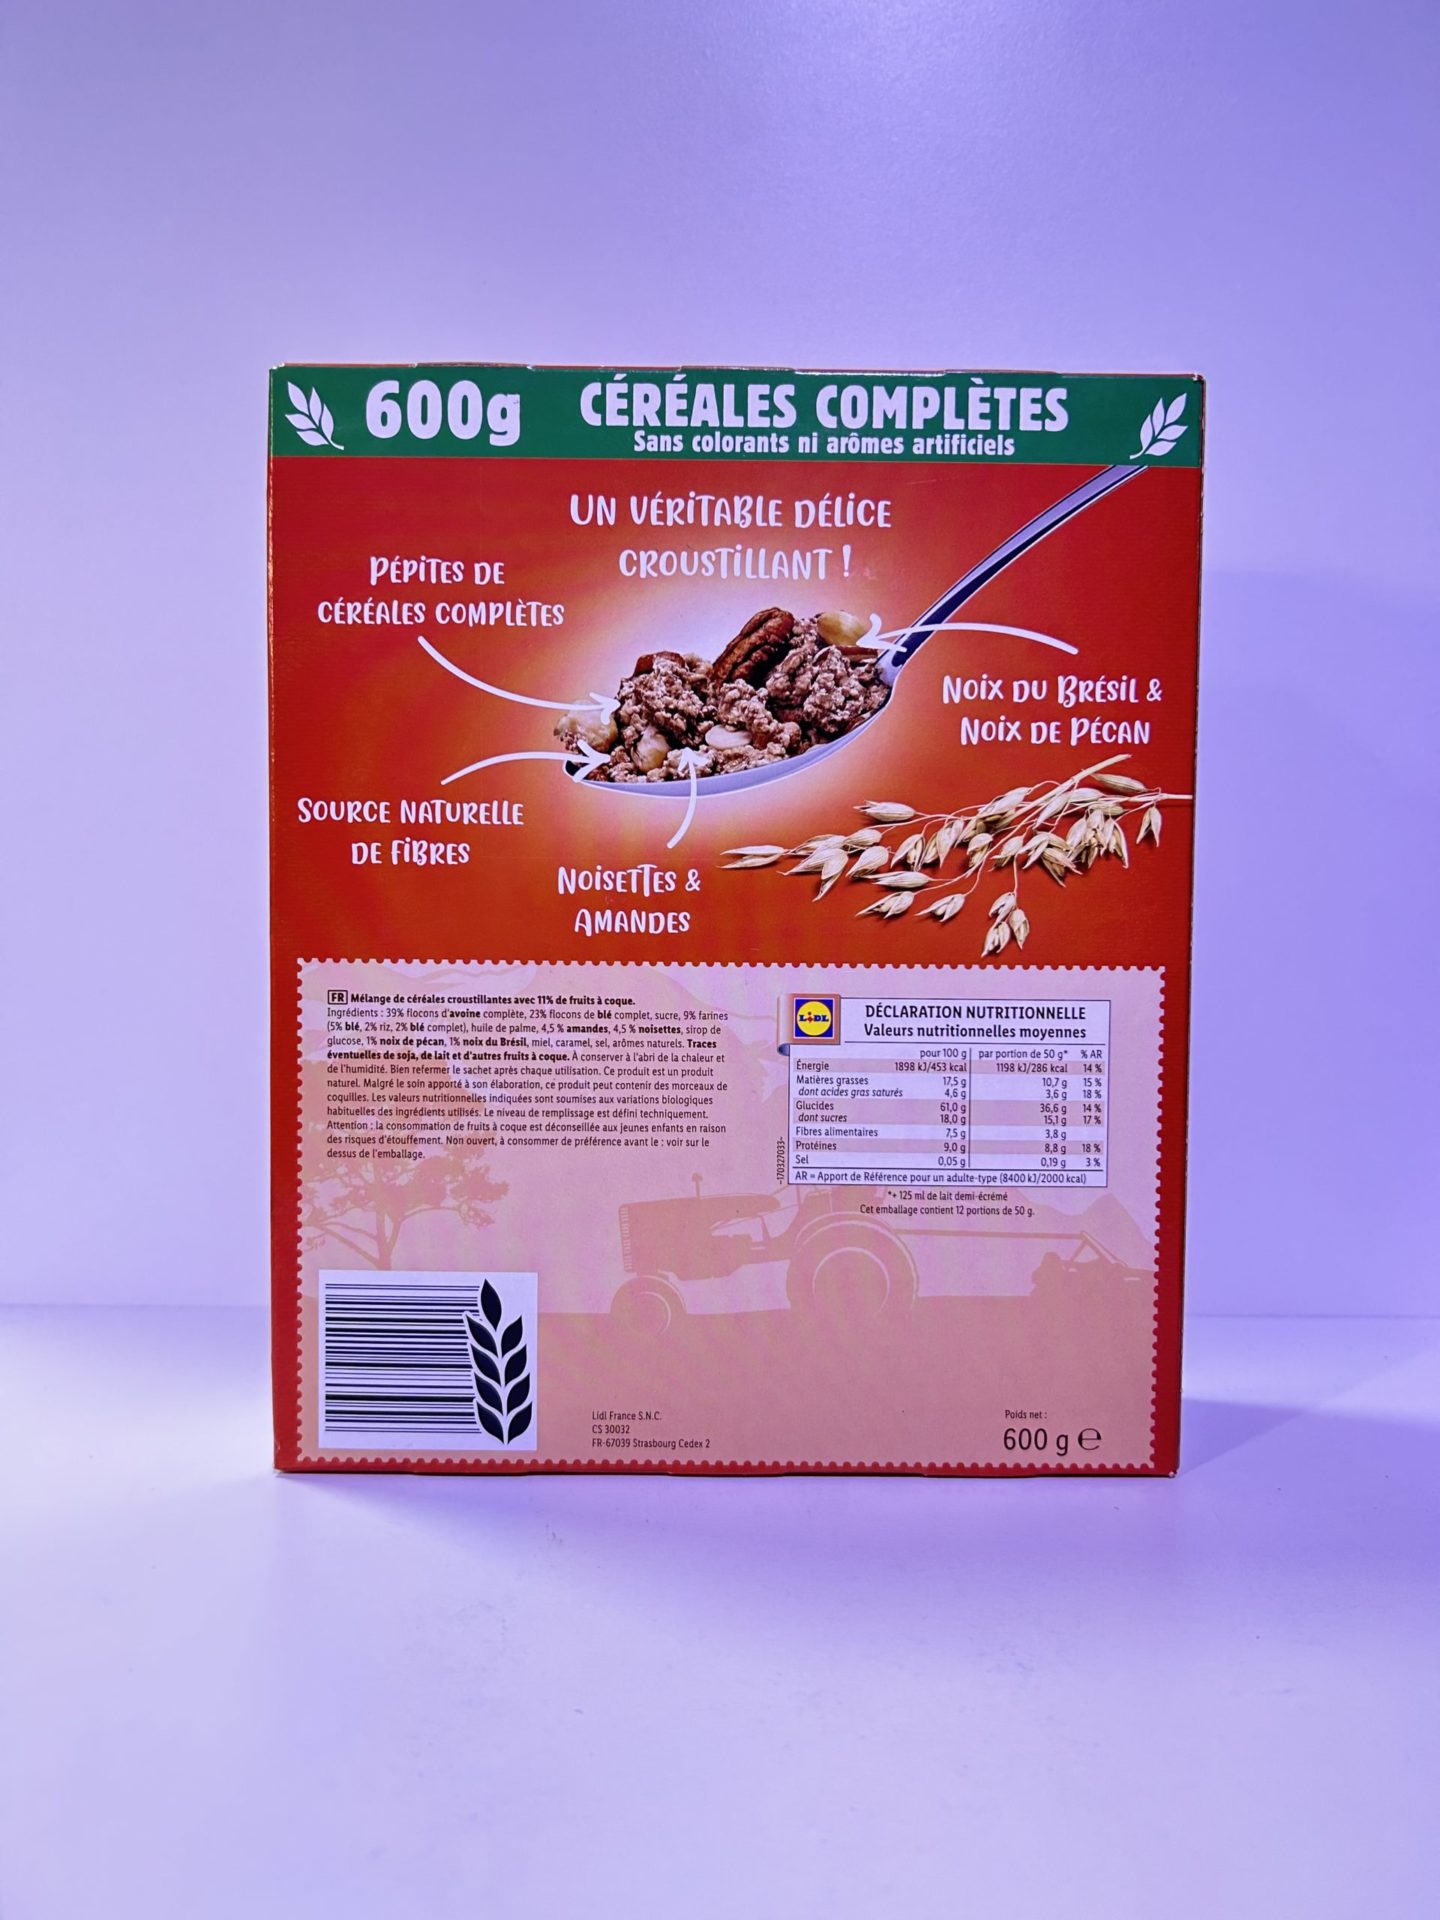 600g
CÉRÉALES COMPLÈTES
Sans colorants ni arômes artificiels
UN VÉRITABLE DÉLICE
CROUSTILLANT !
PÉPITES DE
CÉRÉALES COMPLÈTES
NOIX DU BRÉSIL &
NOIX DE PÉCAN
SOURCE NATURELLE
DE FIBRES
NOISETTES &
AMANDES
FR Mélange de céréales croustillantes avec 11% de fruits à coque.
Ingrédients : 39% flocons d'avoine complète, 23% flocons de blé complet, sucre, 9% farines
(5% blé, 2% riz, 2% blé complet), huile de palme, 4,5 % amandes, 4,5 % noisettes, sirop de
glucose, 1% noix de pécan, 1% noix du Brésil, miel, caramel, sel, arômes naturels. Traces
éventuelles de soja, de lait et d'autres fruits à coque. À conserver à l'abri de la chaleur et
de l'humidité. Bien refermer le sachet après chaque utilisation. Ce produit est un produit
naturel. Malgré le soin apporté à son élaboration, ce produit peut contenir des morceaux de
coquilles. Les valeurs nutritionnelles indiquées sont soumises aux variations biologiques
habituelles des ingrédients utilisés. Le niveau de remplissage est défini techniquement.
Attention : la consommation de fruits à coque est déconseillée aux jeunes enfants en raison
des risques d'étouffement. Non ouvert, à consommer de préférence avant le : voir sur le
dessus de l'emballage.
LIDL
DÉCLARATION NUTRITIONNELLE
Valeurs nutritionnelles moyennes
pour 100 g par portion de 50 g* % AR
Énergie 1898 kJ/453 kcal 1198 kJ/286 kcal 14 %
Matières grasses 17,5 g 10,7 g 15 %
dont acides gras saturés 4,6 g 3,6 g 18 %
Glucides 61,0 g 36,6 g 14 %
dont sucres 18,0 g 15,1 g 17 %
Fibres alimentaires 7,5 g 3,8 g
Protéines 9,0 g 8,8 g 18 %
Sel 0,05 g 0,19 g 3 %
AR = Apport de Référence pour un adulte-type (8400 kJ/2000 kcal)
*+ 125 ml de lait demi-écrémé
Cet emballage contient 12 portions de 50 g.
-170327033-
Lidl France S.N.C.
CS 30032
FR-67039 Strasbourg Cedex 2
Poids net :
600 g e